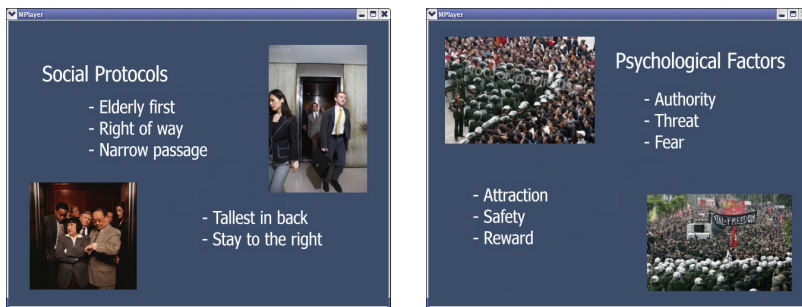 MPlayer
Social Protocols
- Elderly first
- Right of way
- Narrow passage
- Tallest in back
- Stay to the right
MPlayer
Psychological Factors
- Authority
- Threat
- Fear
- Attraction
- Safety
- Reward